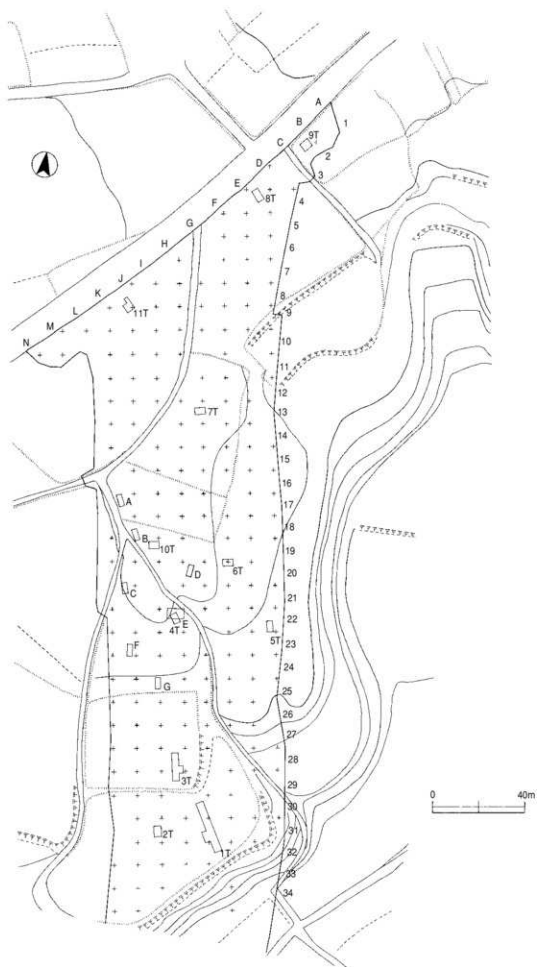 A
B
1
9T
C
2
D
3
E
4
8T
F
5
G
6
H
7
I
J
8
K
11T
9
L
M
10
N
11
12
7T
13
14
15
16
A
17
B
18
10T
19
D
6T
20
C
21
E
4T
22
5T
F
23
24
G
25
26
27
28
3T
29
0 40m
30
2T
1T
31
32
33
34